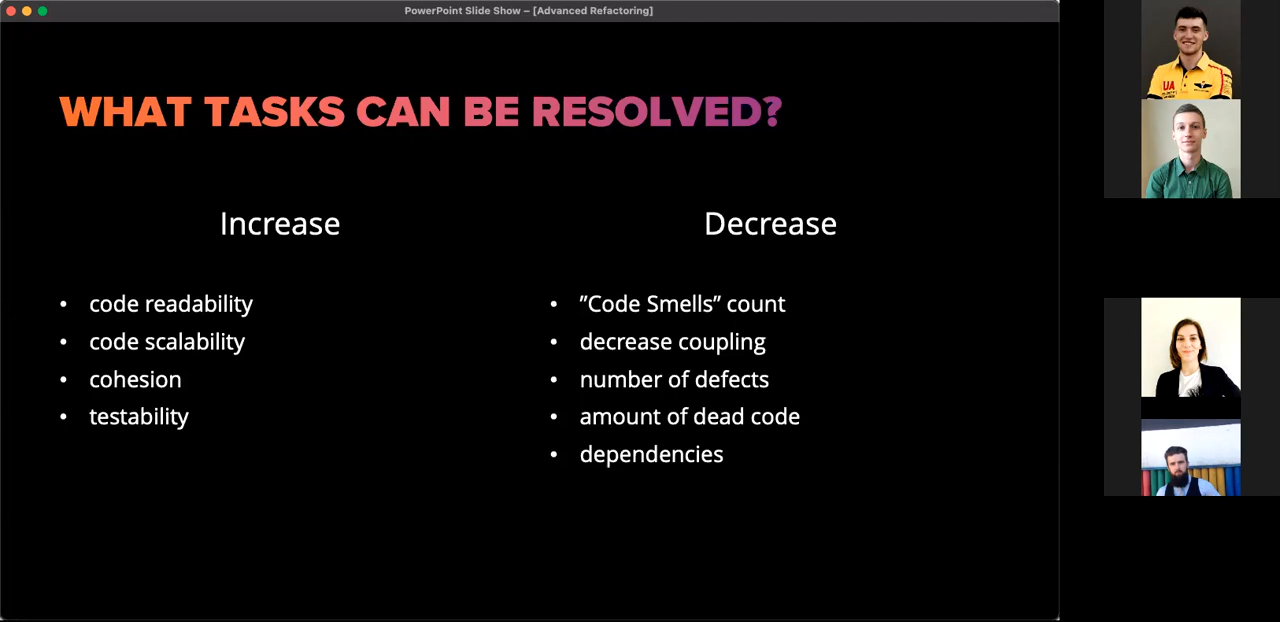 PowerPoint Slide Show – [Advanced Refactoring]
WHAT TASKS CAN BE RESOLVED?
Increase
• code readability
• code scalability
• cohesion
• testability
Decrease
• ”Code Smells” count
• decrease coupling
• number of defects
• amount of dead code
• dependencies
UA